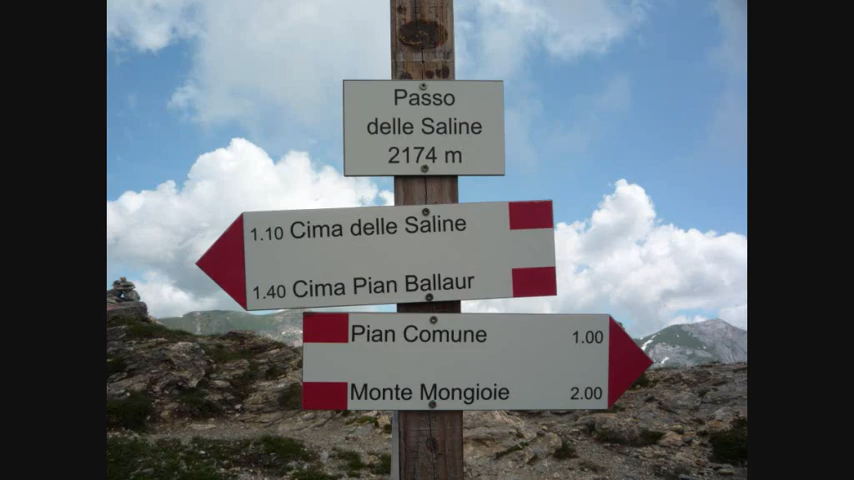 Passo
delle Saline
2174 m
1.10 Cima delle Saline
1.40 Cima Pian Ballaur
Pian Comune 1.00
Monte Mongioie 2.00